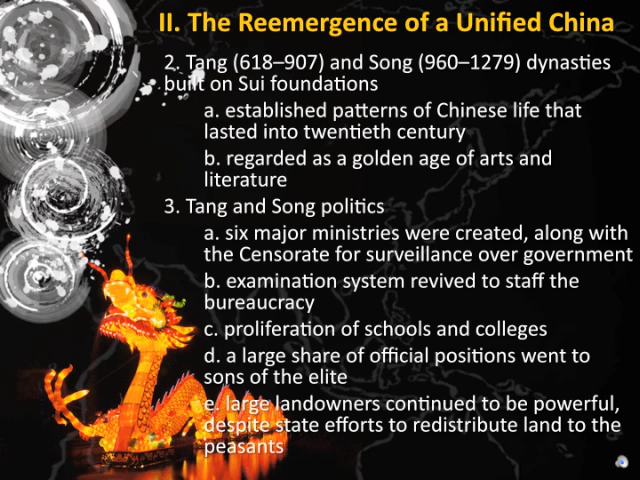 II. The Reemergence of a Unified China
2. Tang (618–907) and Song (960–1279) dynasties
built on Sui foundations
a. established patterns of Chinese life that
lasted into twentieth century
b. regarded as a golden age of arts and
literature
3. Tang and Song politics
a. six major ministries were created, along with
the Censorate for surveillance over government
b. examination system revived to staff the
bureaucracy
c. proliferation of schools and colleges
d. a large share of official positions went to
sons of the elite
e. large landowners continued to be powerful,
despite state efforts to redistribute land to the
peasants